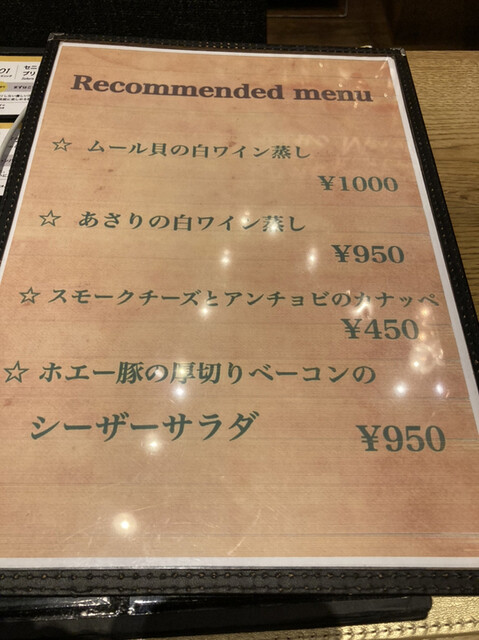 Recommended menu
☆ ムール貝の白ワイン蒸し
¥1000
☆ あさりの白ワイン蒸し
¥950
☆ スモークチーズとアンチョビのカナッペ
¥450
☆ ホエー豚の厚切りベーコンの
シーザーサラダ ¥950